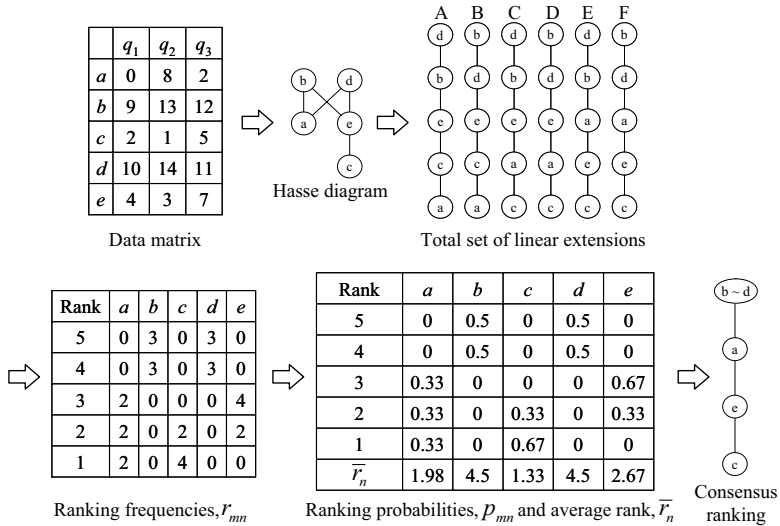 q1 q2 q3
a 0 8 2
b 9 13 12
c 2 1 5
d 10 14 11
e 4 3 7
Data matrix
b d
a e
c
Hasse diagram
A B C D E F
d b d b d b
b d b d b d
e e e e a a
c c a a e e
a a c c c c
Total set of linear extensions
Rank a b c d e
5 0 3 0 3 0
4 0 3 0 3 0
3 2 0 0 0 4
2 2 0 2 0 2
1 2 0 4 0 0
Ranking frequencies, r_mn
Rank a b c d e
5 0 0.5 0 0.5 0
4 0 0.5 0 0.5 0
3 0.33 0 0 0 0.67
2 0.33 0 0.33 0 0.33
1 0.33 0 0.67 0 0
r̄_n 1.98 4.5 1.33 4.5 2.67
Ranking probabilities, p_mn and average rank, r̄_n
b ~ d
a
e
c
Consensus
ranking